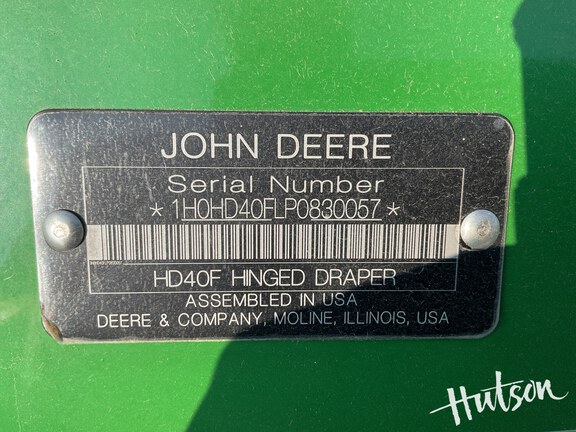 JOHN DEERE
Serial Number
*1H0HD40FLP0830057*
HD40F HINGED DRAPER
ASSEMBLED IN USA
DEERE & COMPANY, MOLINE, ILLINOIS, USA
Hutson